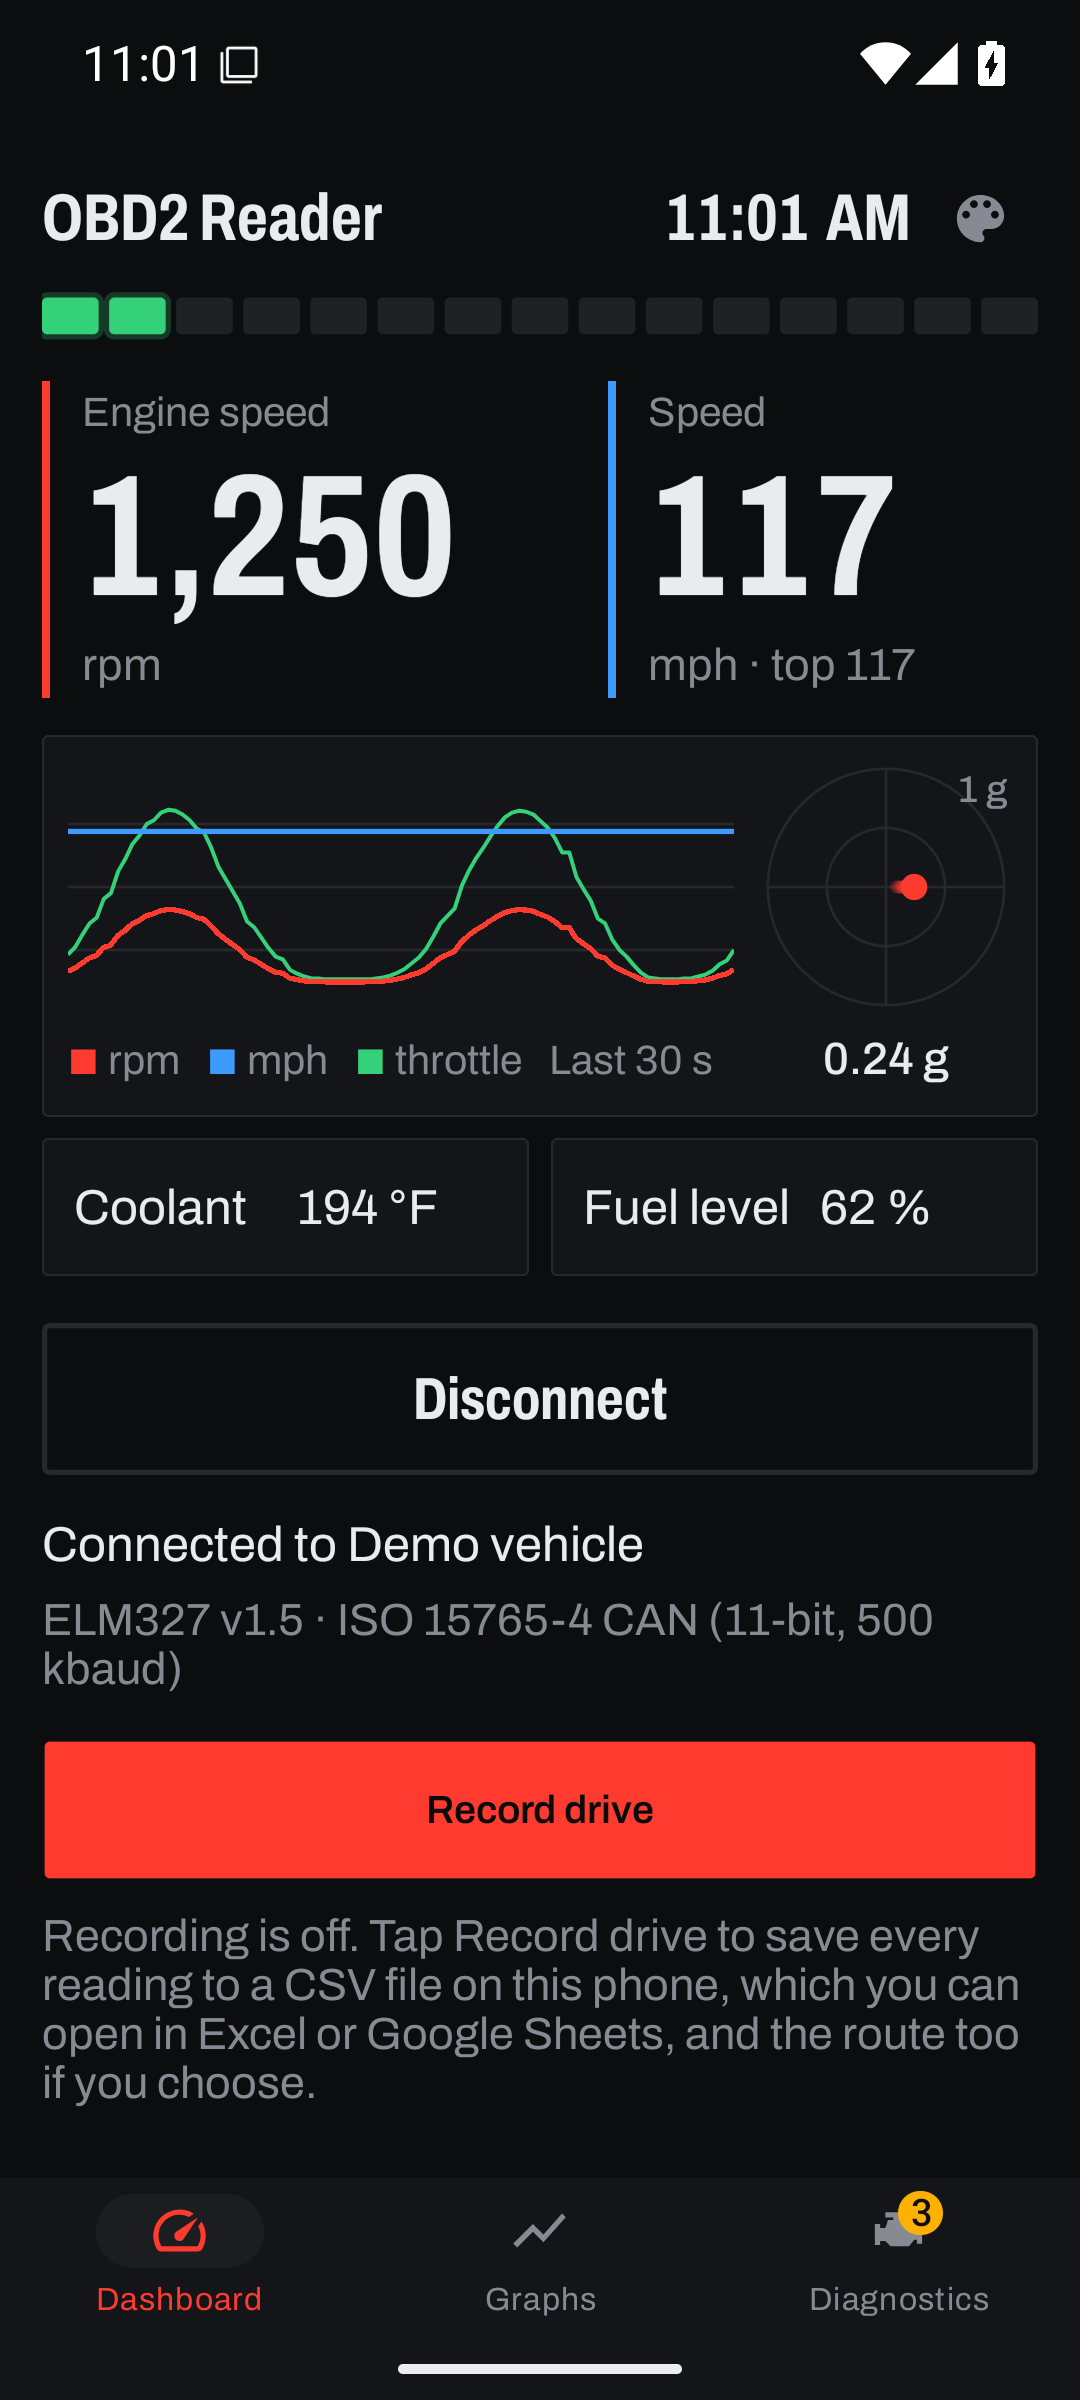 11:01
OBD2 Reader 11:01 AM
Engine speed
1,250
rpm
Speed
117
mph · top 117
1 g
rpm mph throttle Last 30 s
0.24 g
Coolant 194 °F
Fuel level 62 %
Disconnect
Connected to Demo vehicle
ELM327 v1.5 · ISO 15765-4 CAN (11-bit, 500
kbaud)
Record drive
Recording is off. Tap Record drive to save every
reading to a CSV file on this phone, which you can
open in Excel or Google Sheets, and the route too
if you choose.
3
Dashboard Graphs Diagnostics